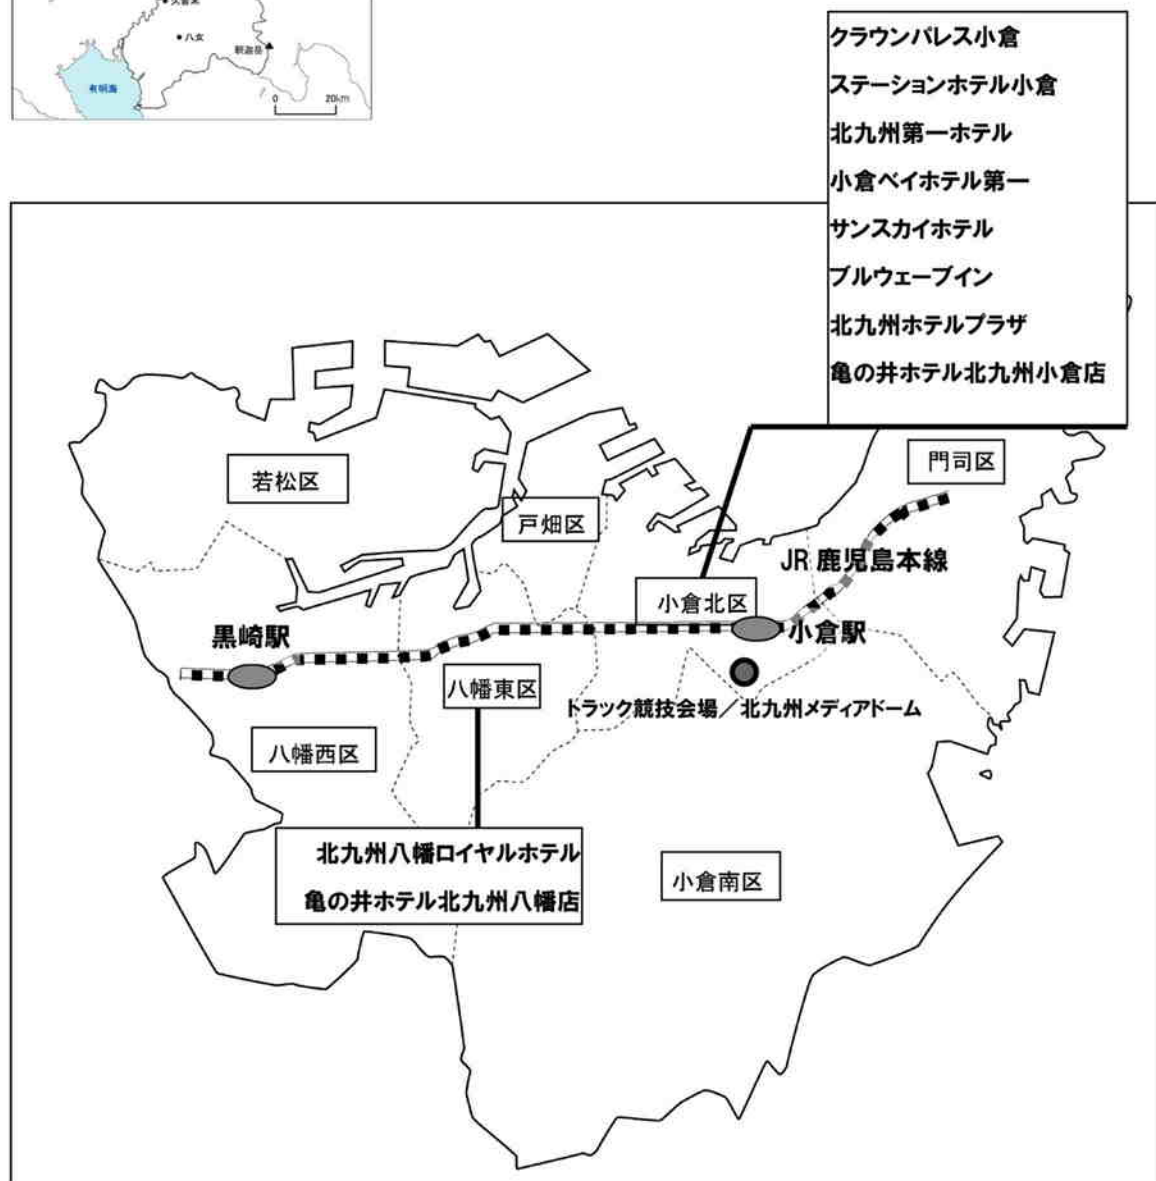 八女
釈迦岳
有明海
0 20km
クラウンパレス小倉
ステーションホテル小倉
北九州第一ホテル
小倉ベイホテル第一
サンスカイホテル
ブルウェーブイン
北九州ホテルプラザ
亀の井ホテル北九州小倉店
門司区
若松区
戸畑区
JR 鹿児島本線
小倉北区
黒崎駅
小倉駅
八幡東区
トラック競技会場／北九州メディアドーム
八幡西区
北九州八幡ロイヤルホテル
亀の井ホテル北九州八幡店
小倉南区